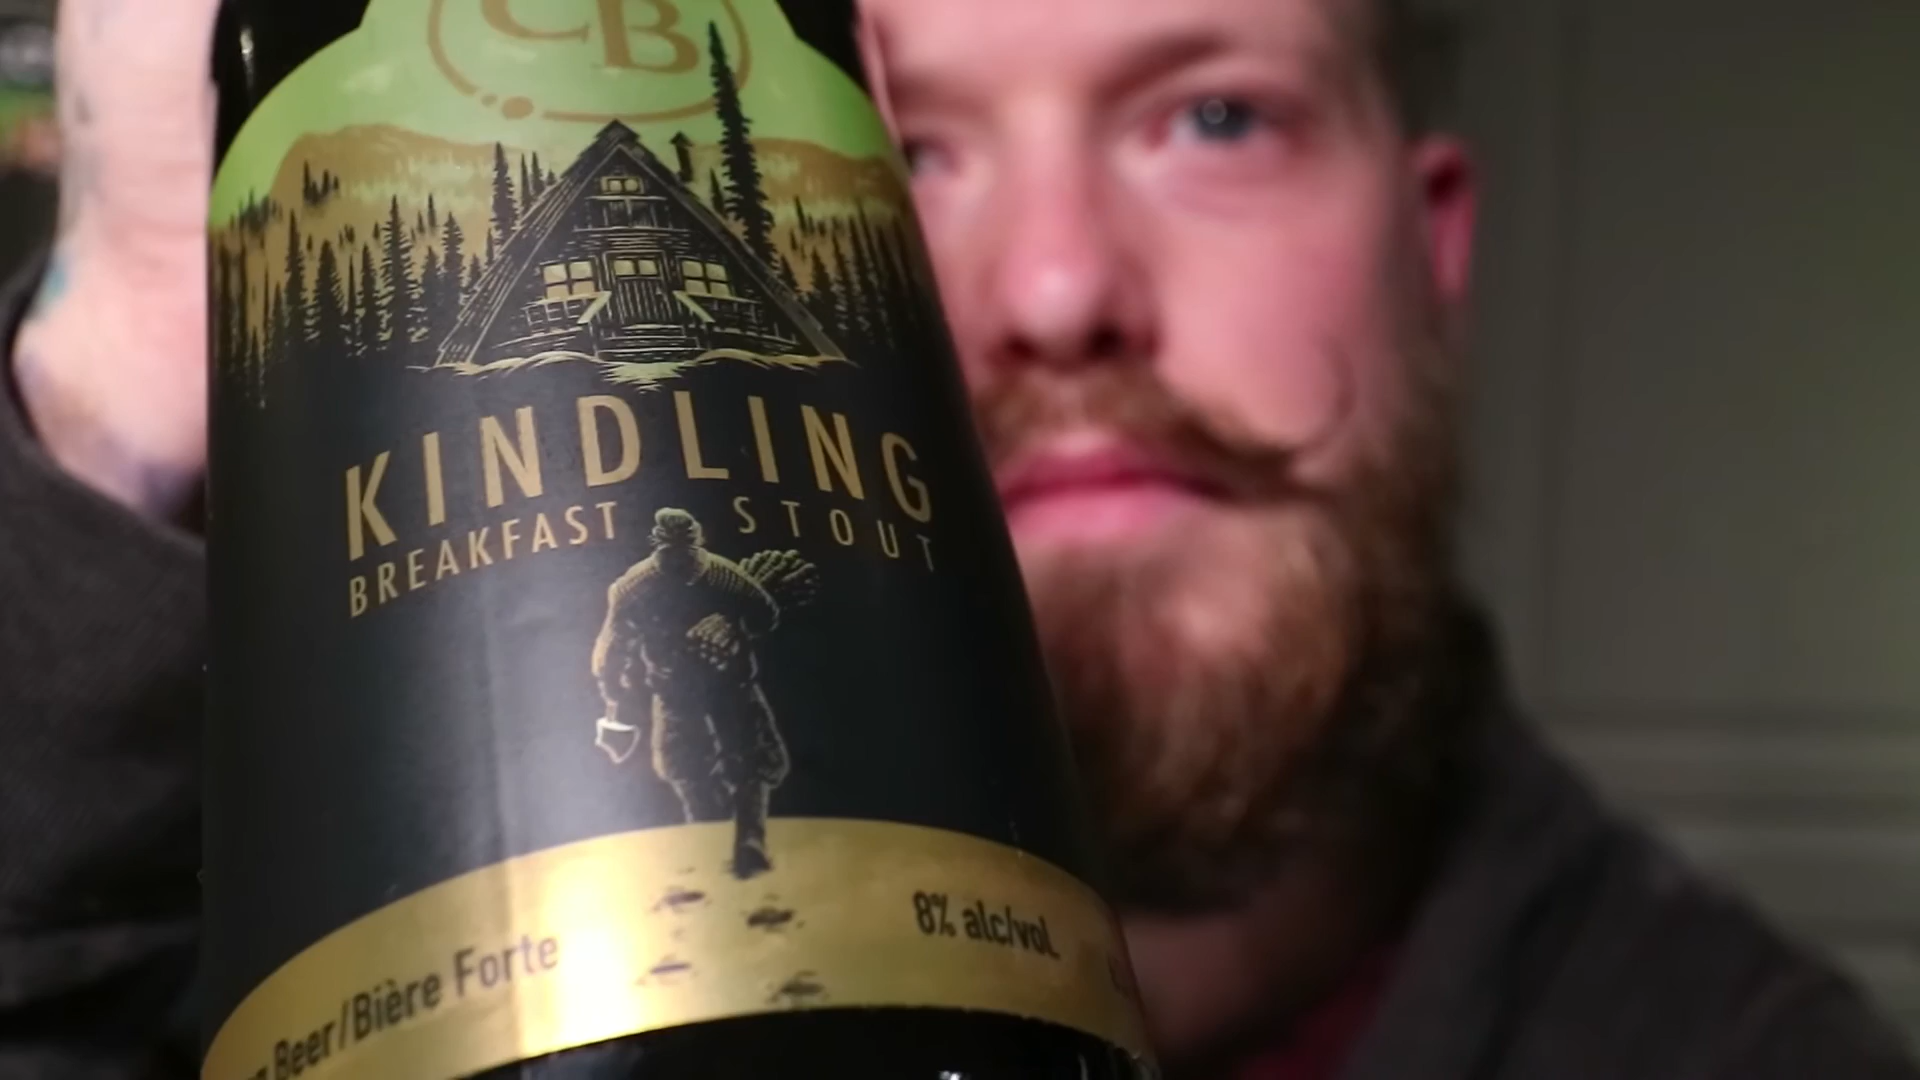 CB
KINDLING
BREAKFAST STOUT
Beer/Bière Forte
8% alc/vol.